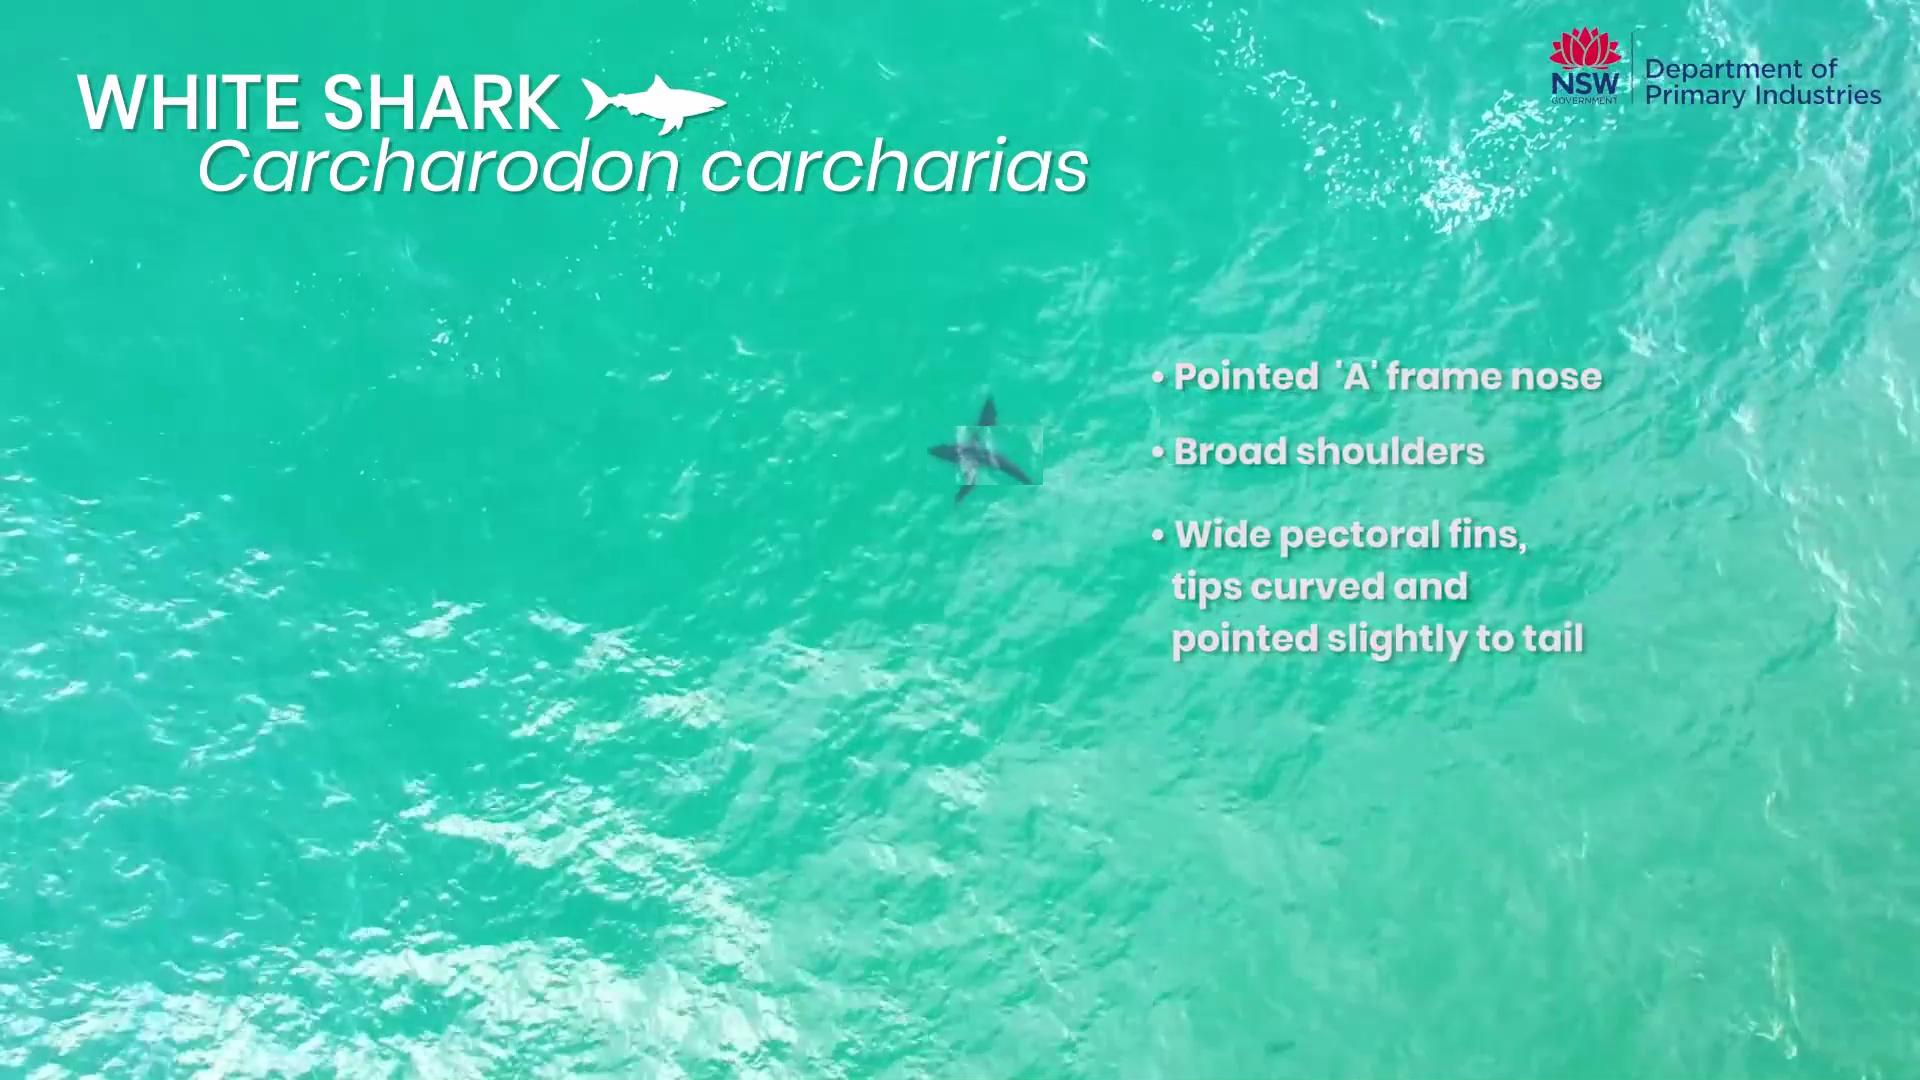 WHITE SHARK
Carcharodon carcharias
NSW
GOVERNMENT
Department of
Primary Industries
• Pointed 'A' frame nose
• Broad shoulders
• Wide pectoral fins,
tips curved and
pointed slightly to tail